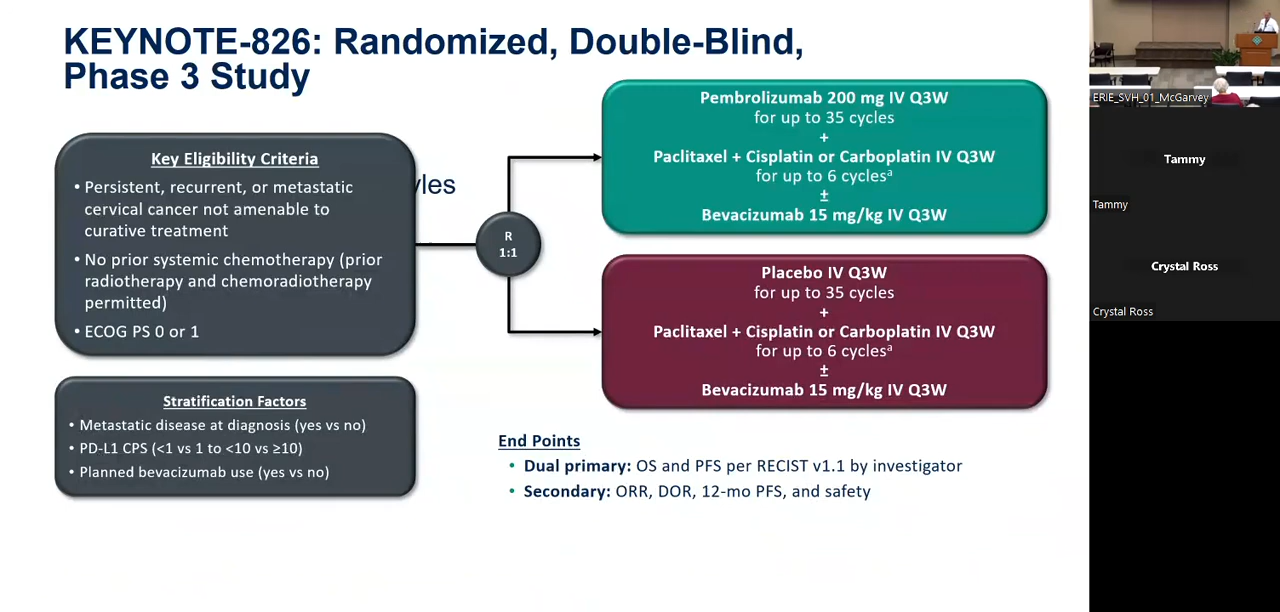 KEYNOTE-826: Randomized, Double-Blind,
Phase 3 Study
Key Eligibility Criteria
• Persistent, recurrent, or metastatic
cervical cancer not amenable to
curative treatment
• No prior systemic chemotherapy (prior
radiotherapy and chemoradiotherapy
permitted)
• ECOG PS 0 or 1
Stratification Factors
• Metastatic disease at diagnosis (yes vs no)
• PD-L1 CPS (<1 vs 1 to <10 vs ≥10)
• Planned bevacizumab use (yes vs no)
R
1:1
Pembrolizumab 200 mg IV Q3W
for up to 35 cycles
+
Paclitaxel + Cisplatin or Carboplatin IV Q3W
for up to 6 cyclesᵃ
±
Bevacizumab 15 mg/kg IV Q3W
Placebo IV Q3W
for up to 35 cycles
+
Paclitaxel + Cisplatin or Carboplatin IV Q3W
for up to 6 cyclesᵃ
±
Bevacizumab 15 mg/kg IV Q3W
End Points
• Dual primary: OS and PFS per RECIST v1.1 by investigator
• Secondary: ORR, DOR, 12-mo PFS, and safety
ERIE_SVH_01_McGarvey
Tammy
Tammy
Crystal Ross
Crystal Ross